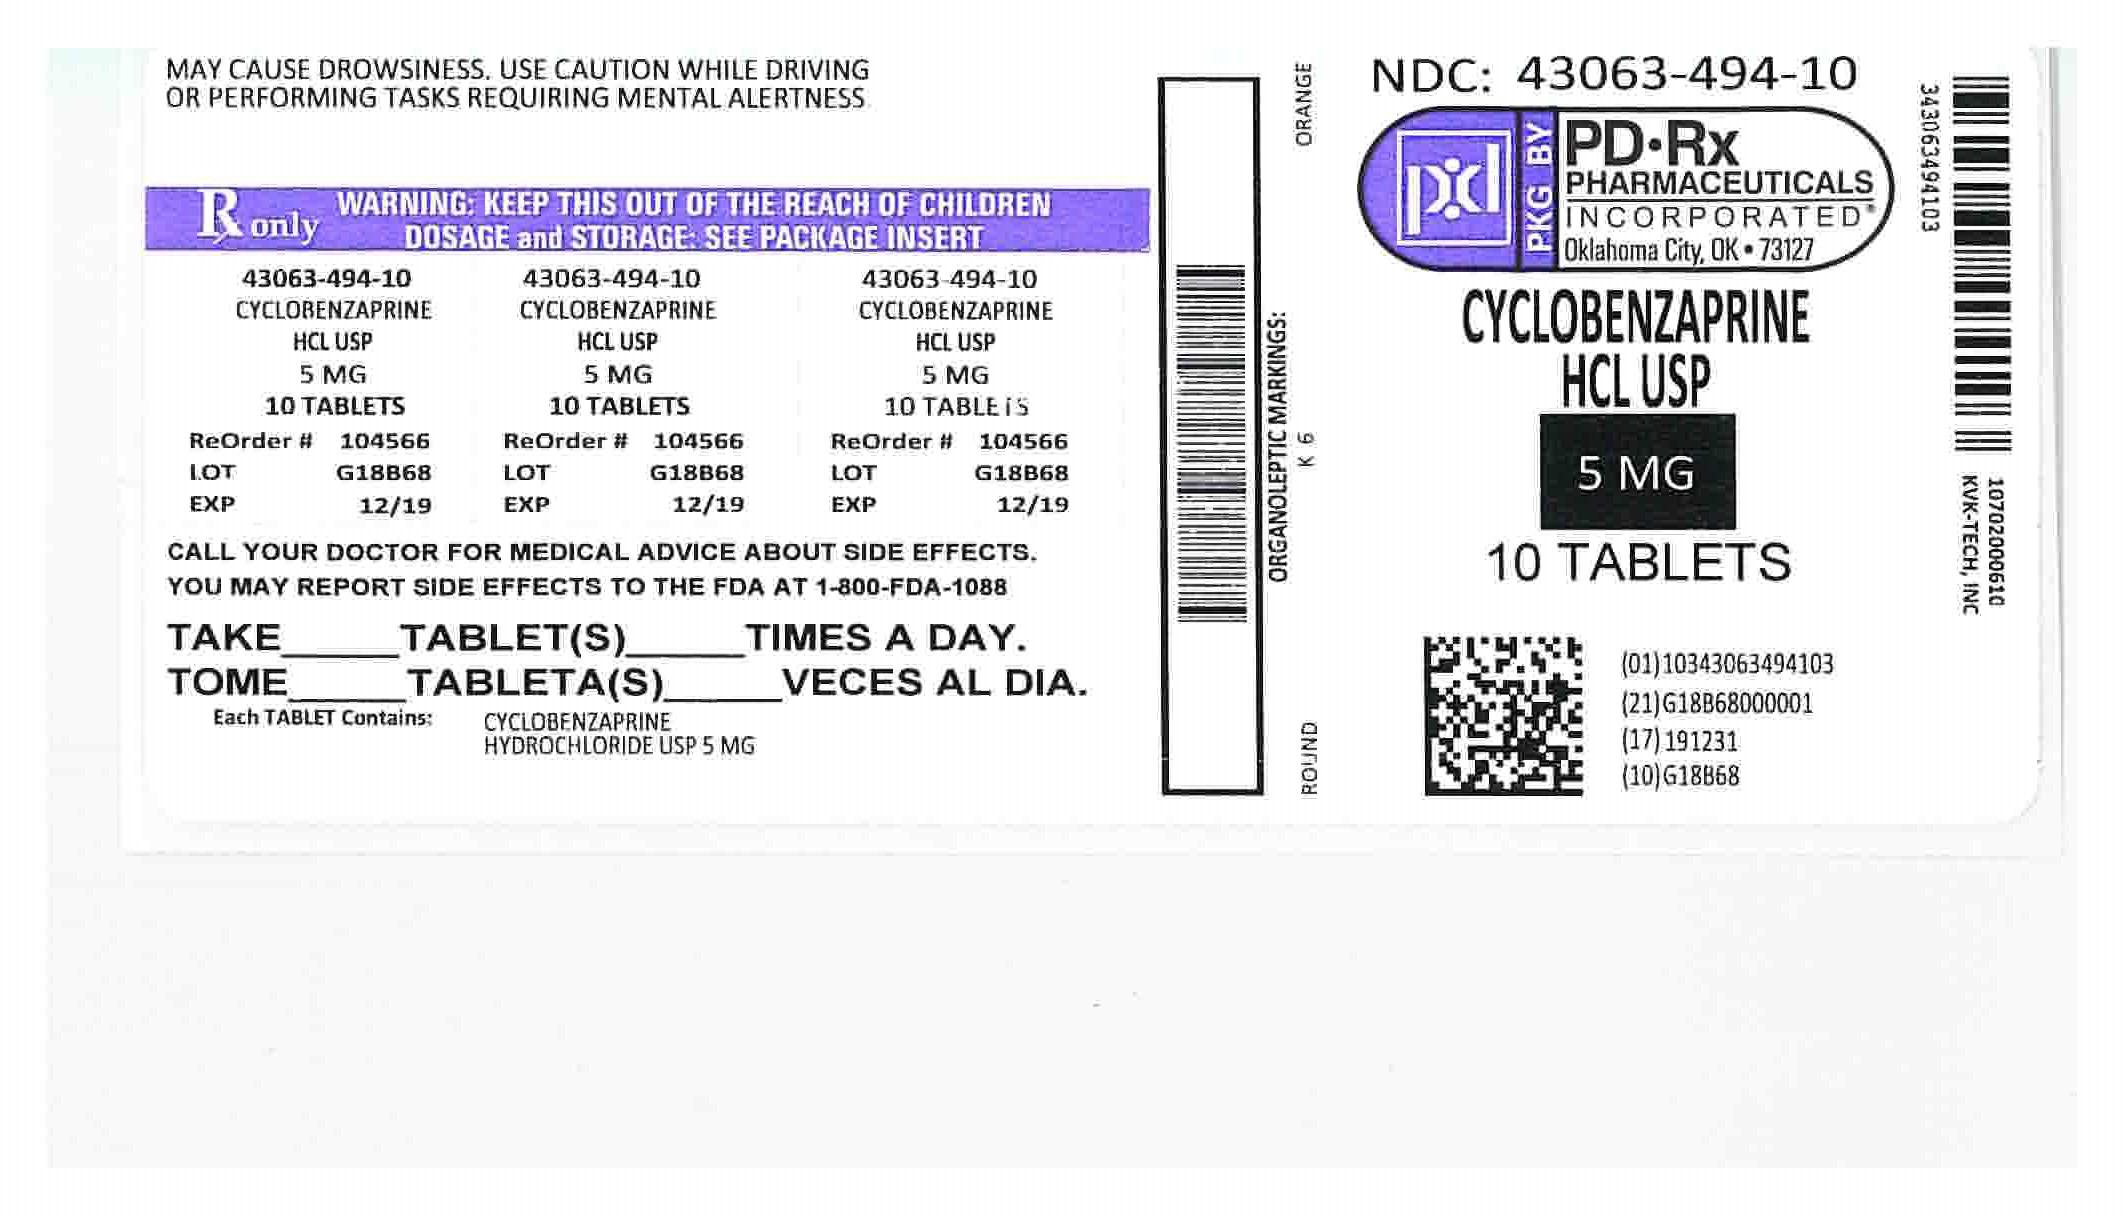 MAY CAUSE DROWSINESS. USE CAUTION WHILE DRIVING
OR PERFORMING TASKS REQUIRING MENTAL ALERTNESS
Rx only
WARNING: KEEP THIS OUT OF THE REACH OF CHILDREN
DOSAGE and STORAGE: SEE PACKAGE INSERT
43063-494-10 43063-494-10 43063-494-10
CYCLOBENZAPRINE CYCLOBENZAPRINE CYCLOBENZAPRINE
HCL USP HCL USP HCL USP
5 MG 5 MG 5 MG
10 TABLETS 10 TABLETS 10 TABLETS
ReOrder # 104566 ReOrder # 104566 ReOrder # 104566
LOT G18B68 LOT G18B68 LOT G18B68
EXP 12/19 EXP 12/19 EXP 12/19
CALL YOUR DOCTOR FOR MEDICAL ADVICE ABOUT SIDE EFFECTS.
YOU MAY REPORT SIDE EFFECTS TO THE FDA AT 1-800-FDA-1088
TAKE_____TABLET(S)_____TIMES A DAY.
TOME_____TABLETA(S)_____VECES AL DIA.
Each TABLET Contains: CYCLOBENZAPRINE
HYDROCHLORIDE USP 5 MG
ORGANOLEPTIC MARKINGS:
ROUND K 6 ORANGE
NDC: 43063-494-10
pd
PKG BY
PD•Rx
PHARMACEUTICALS
INCORPORATED
Oklahoma City, OK • 73127
CYCLOBENZAPRINE
HCL USP
5 MG
10 TABLETS
(01)10343063494103
(21)G18B68000001
(17)191231
(10)G18B68
343063494103
10702000610
KVK-TECH, INC